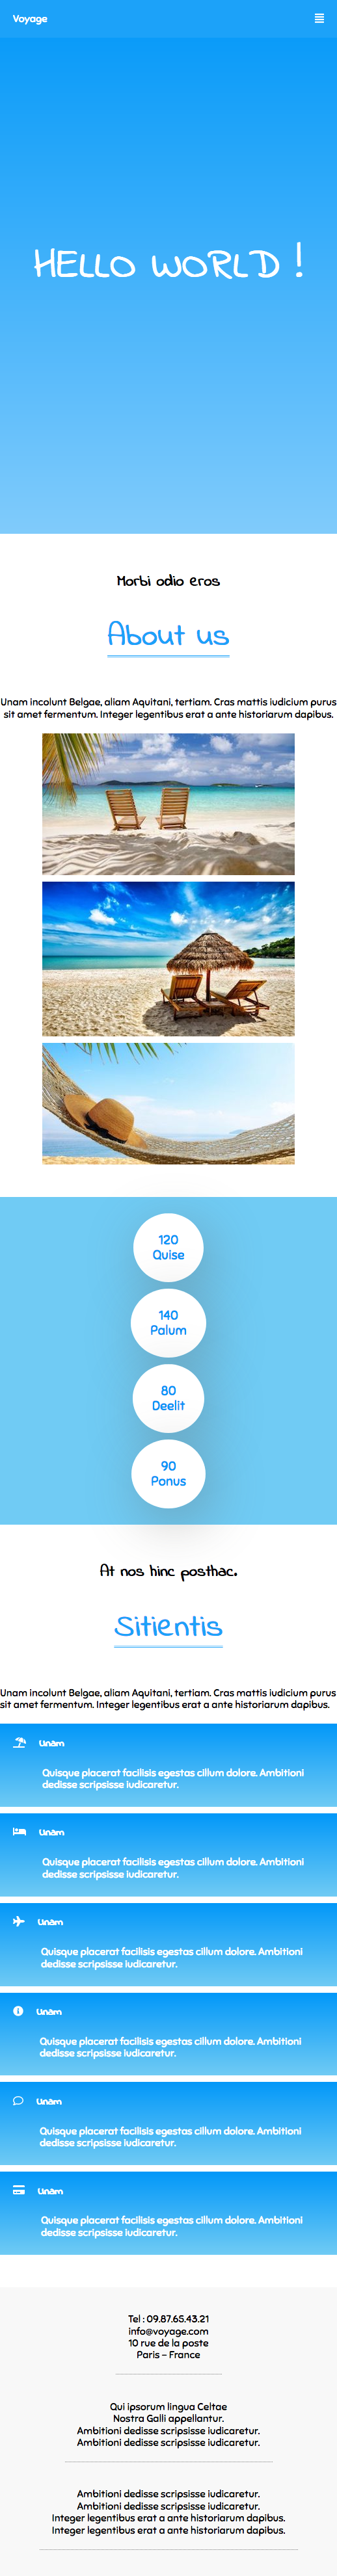 Voyage
HELLO WORLD !
Morbi odio eros
About us
Unam incolunt Belgae, aliam Aquitani, tertiam. Cras mattis iudicium purus
sit amet fermentum. Integer legentibus erat a ante historiarum dapibus.
120
Quise
140
Palum
80
Deelit
90
Ponus
At nos hinc posthac.
Sitientis
Unam incolunt Belgae, aliam Aquitani, tertiam. Cras mattis iudicium purus
sit amet fermentum. Integer legentibus erat a ante historiarum dapibus.
Unam
Quisque placerat facilisis egestas cillum dolore. Ambitioni
dedisse scripsisse iudicaretur.
Unam
Quisque placerat facilisis egestas cillum dolore. Ambitioni
dedisse scripsisse iudicaretur.
Unam
Quisque placerat facilisis egestas cillum dolore. Ambitioni
dedisse scripsisse iudicaretur.
Unam
Quisque placerat facilisis egestas cillum dolore. Ambitioni
dedisse scripsisse iudicaretur.
Unam
Quisque placerat facilisis egestas cillum dolore. Ambitioni
dedisse scripsisse iudicaretur.
Unam
Quisque placerat facilisis egestas cillum dolore. Ambitioni
dedisse scripsisse iudicaretur.
Tel : 09.87.65.43.21
info@voyage.com
10 rue de la poste
Paris – France
Qui ipsorum lingua Celtae
Nostra Galli appellantur.
Ambitioni dedisse scripsisse iudicaretur.
Ambitioni dedisse scripsisse iudicaretur.
Ambitioni dedisse scripsisse iudicaretur.
Ambitioni dedisse scripsisse iudicaretur.
Integer legentibus erat a ante historiarum dapibus.
Integer legentibus erat a ante historiarum dapibus.